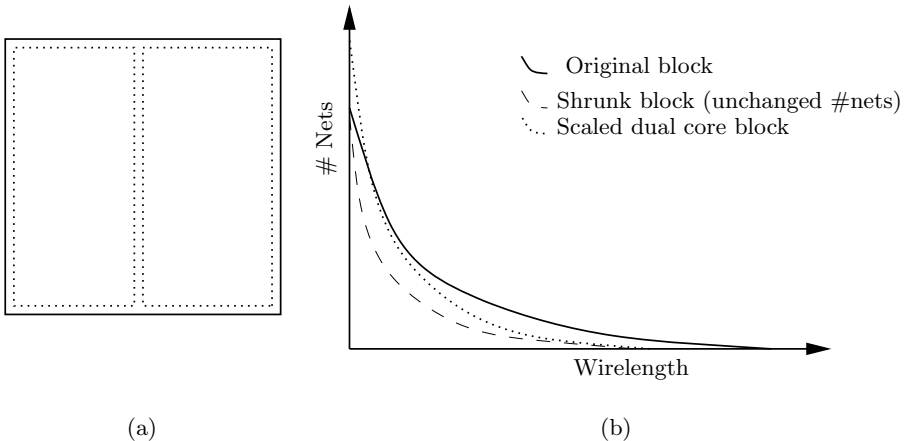 Original block
Shrunk block (unchanged #nets)
Scaled dual core block
# Nets
Wirelength
(a)
(b)